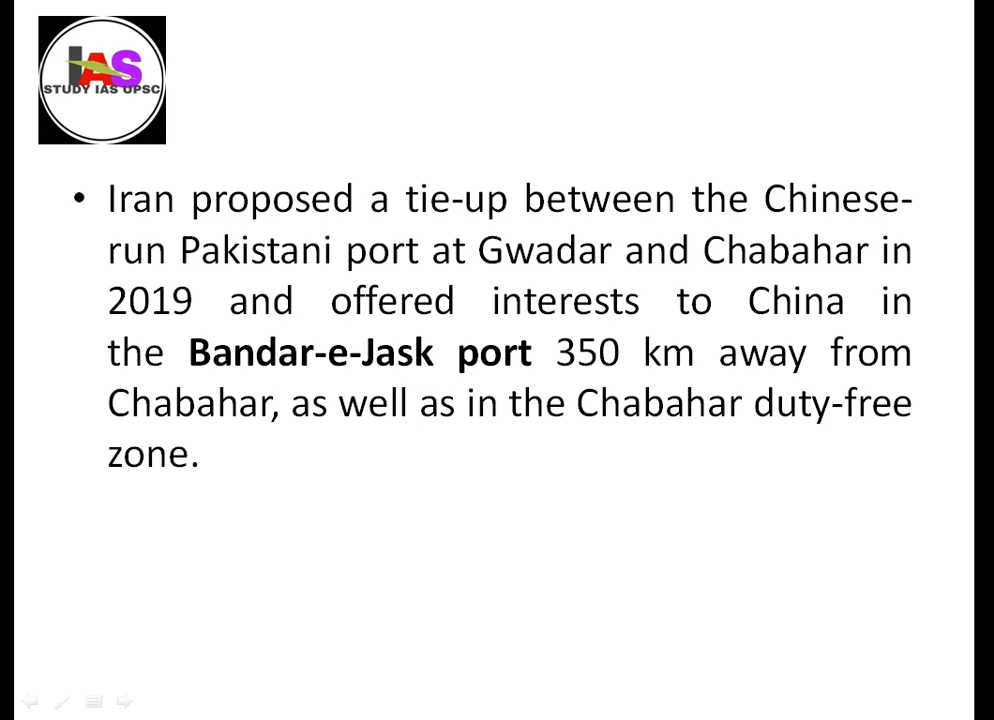 IAS
STUDY IAS UPSC
• Iran proposed a tie-up between the Chinese-
run Pakistani port at Gwadar and Chabahar in
2019 and offered interests to China in
the Bandar-e-Jask port 350 km away from
Chabahar, as well as in the Chabahar duty-free
zone.